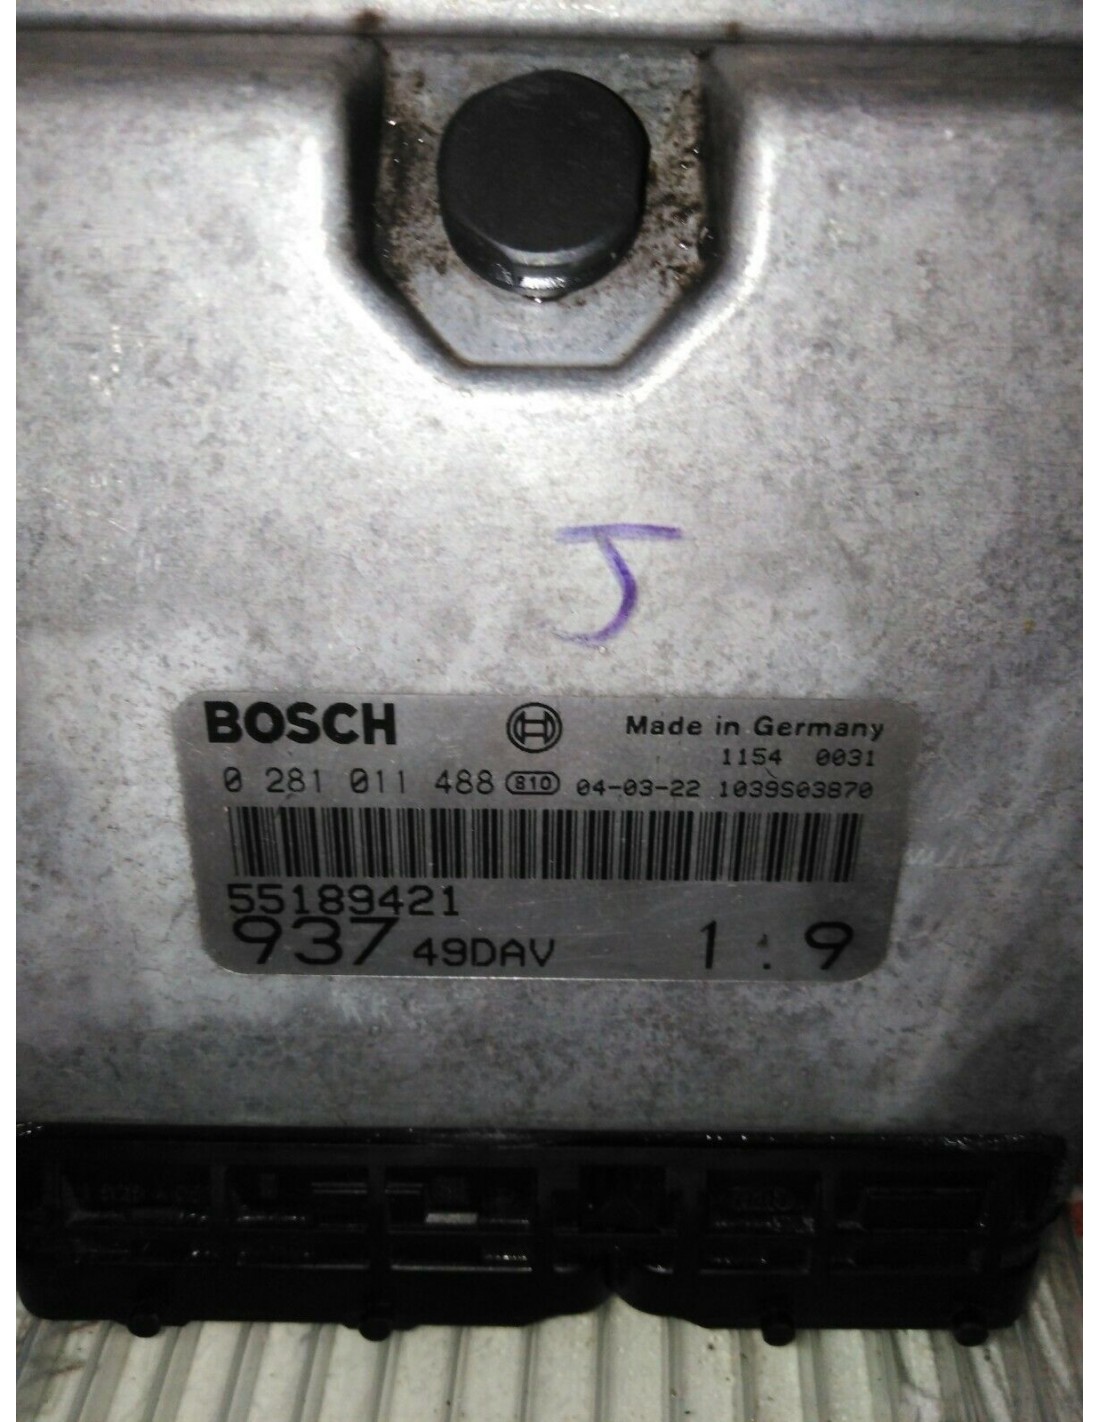 J
BOSCH Made in Germany
1154 0031
0 281 011 488 810 04-03-22 1039S03870
55189421
937 49DAV 1:9